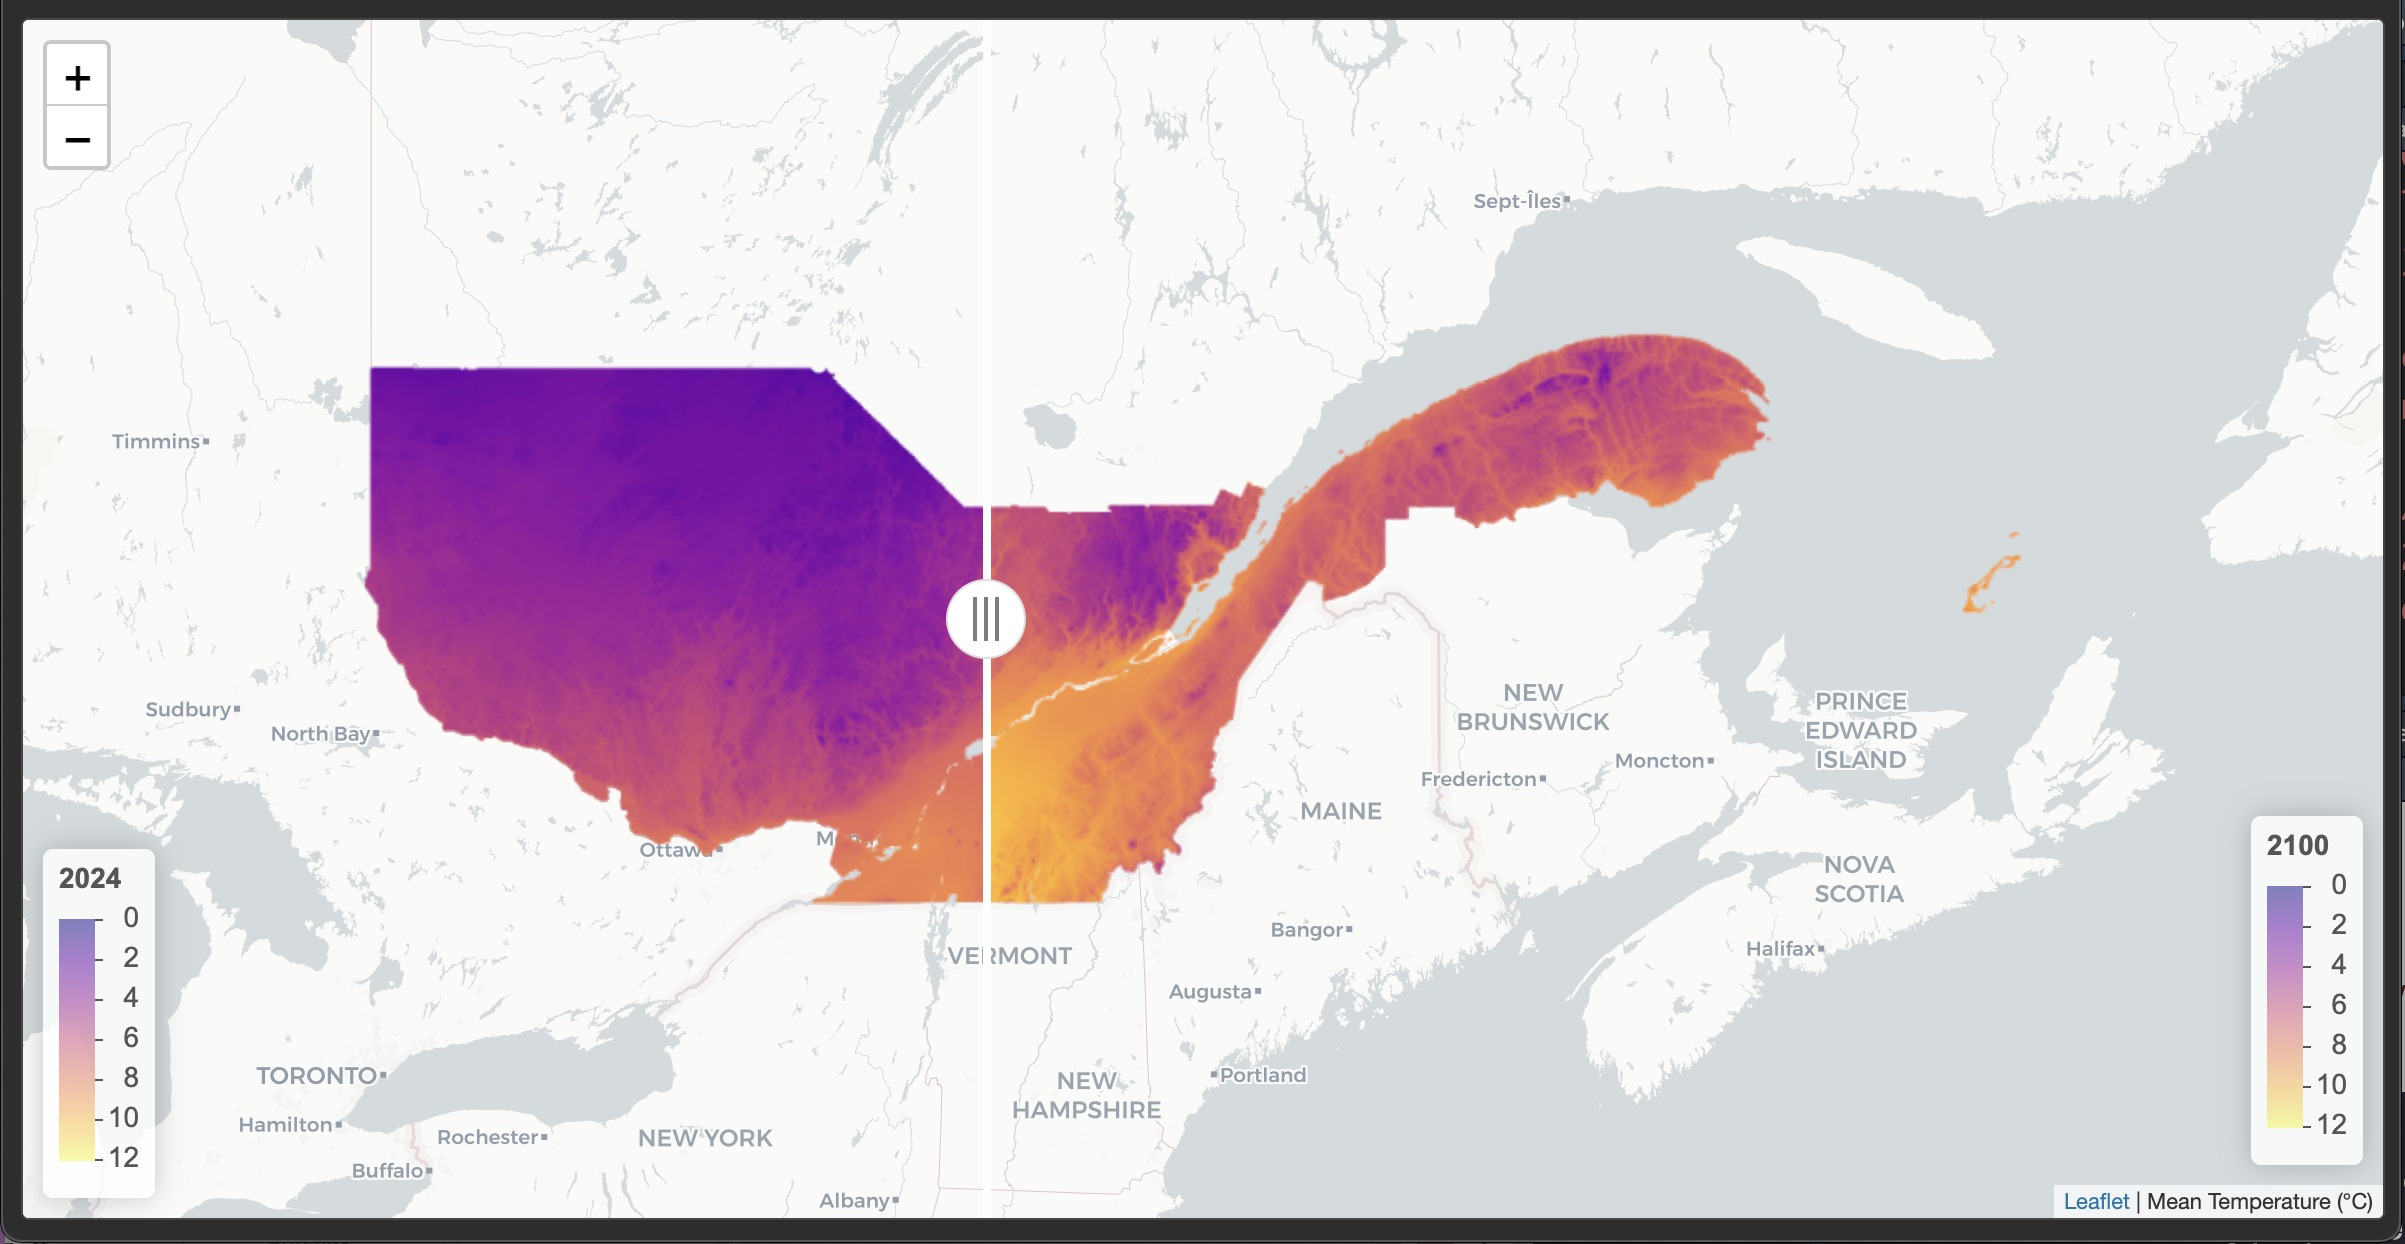 +
−
Sept-Îles
Timmins
Sudbury
North Bay
Ottawa
NEW
BRUNSWICK
PRINCE
EDWARD
ISLAND
Moncton
Fredericton
MAINE
NOVA
SCOTIA
Bangor
Halifax
VERMONT
Augusta
TORONTO
Portland
NEW
HAMPSHIRE
Hamilton
Rochester
NEW YORK
Buffalo
Albany
2024
0
2
4
6
8
10
12
2100
0
2
4
6
8
10
12
Leaflet | Mean Temperature (°C)